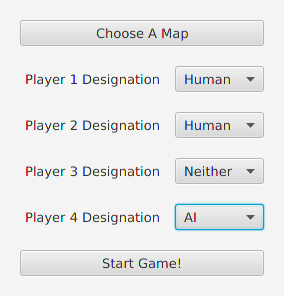 Choose A Map
Player 1 Designation Human
Player 2 Designation Human
Player 3 Designation Neither
Player 4 Designation AI
Start Game!